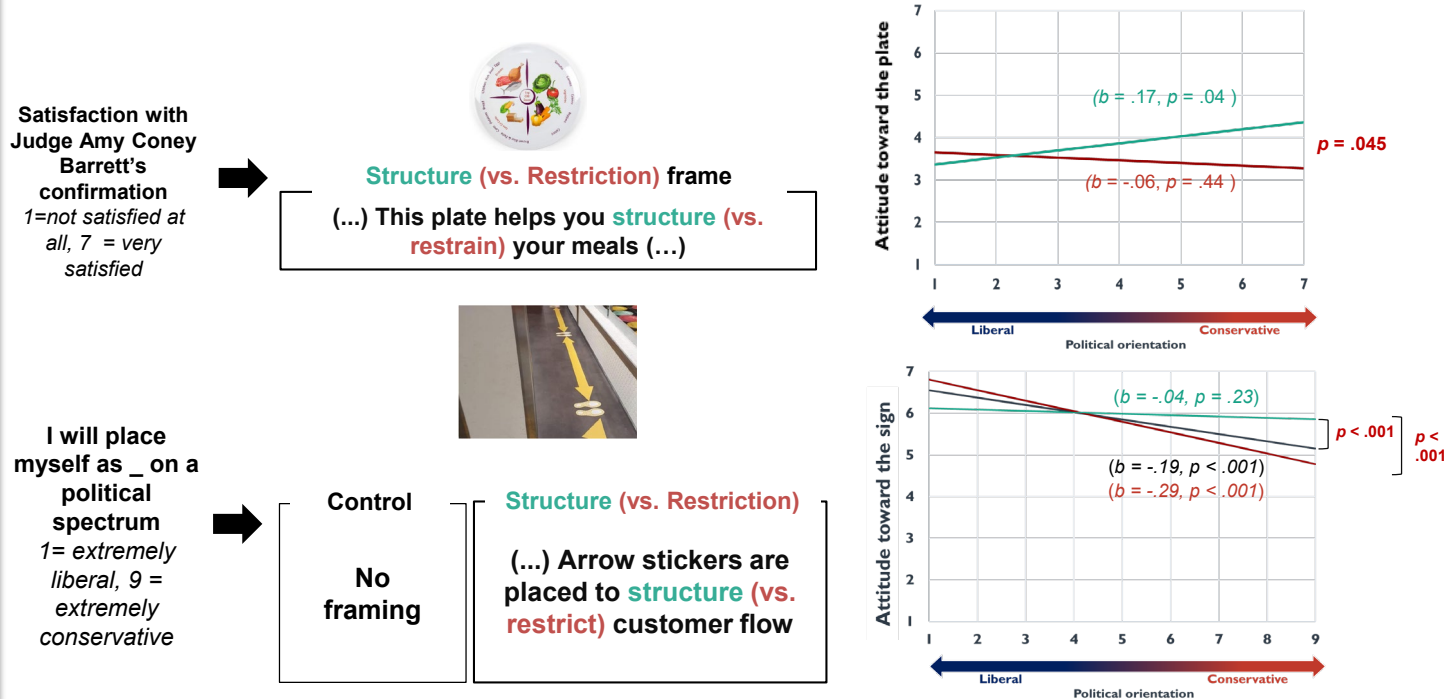 Satisfaction with
Judge Amy Coney
Barrett's
confirmation
1=not satisfied at
all, 7 = very
satisfied
Structure (vs. Restriction) frame
(...) This plate helps you structure (vs.
restrain) your meals (…)
Attitude toward the plate
7
6
5
4
3
2
1
(b = .17, p = .04 )
(b = -.06, p = .44 )
p = .045
1 2 3 4 5 6 7
Liberal
Conservative
Political orientation
I will place
myself as _ on a
political
spectrum
1= extremely
liberal, 9 =
extremely
conservative
Control
No
framing
Structure (vs. Restriction)
(...) Arrow stickers are
placed to structure (vs.
restrict) customer flow
Attitude toward the sign
7
6
5
4
3
2
1
(b = -.04, p = .23)
(b = -.19, p < .001)
(b = -.29, p < .001)
p < .001
p <
.001
1 2 3 4 5 6 7 8 9
Liberal
Conservative
Political orientation